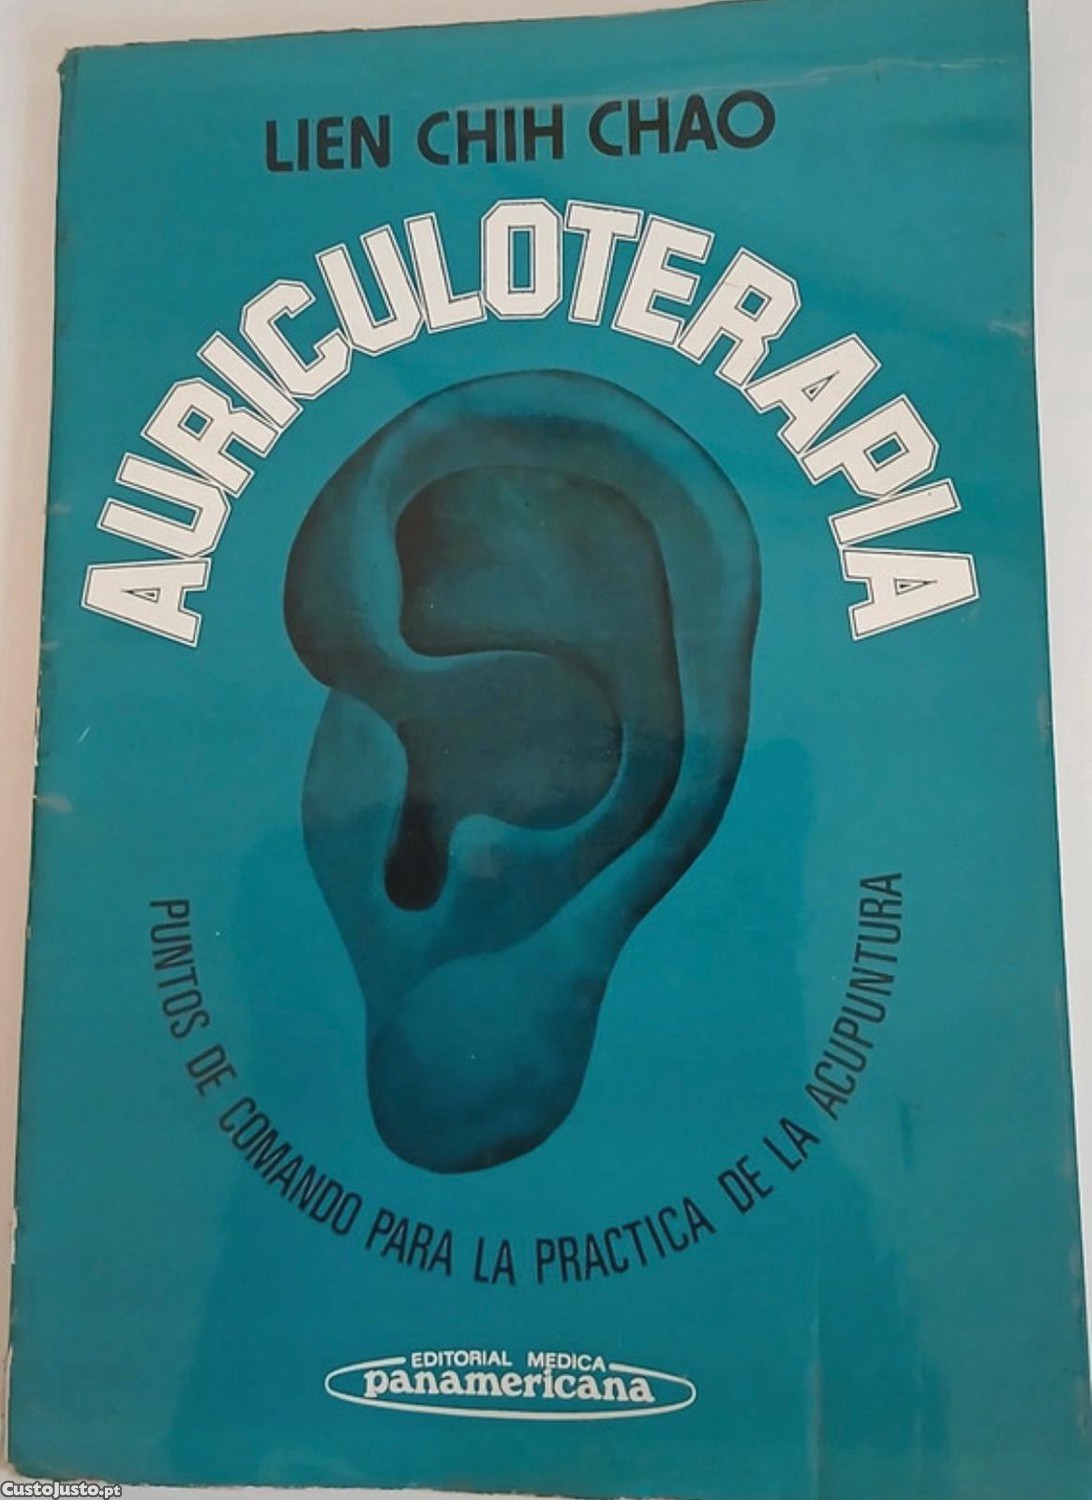 LIEN CHIH CHAO
AURICULOTERAPIA
PUNTOS DE COMANDO PARA LA PRACTICA DE LA ACUPUNTURA
EDITORIAL MEDICA
panamericana
CustoJusto.pt